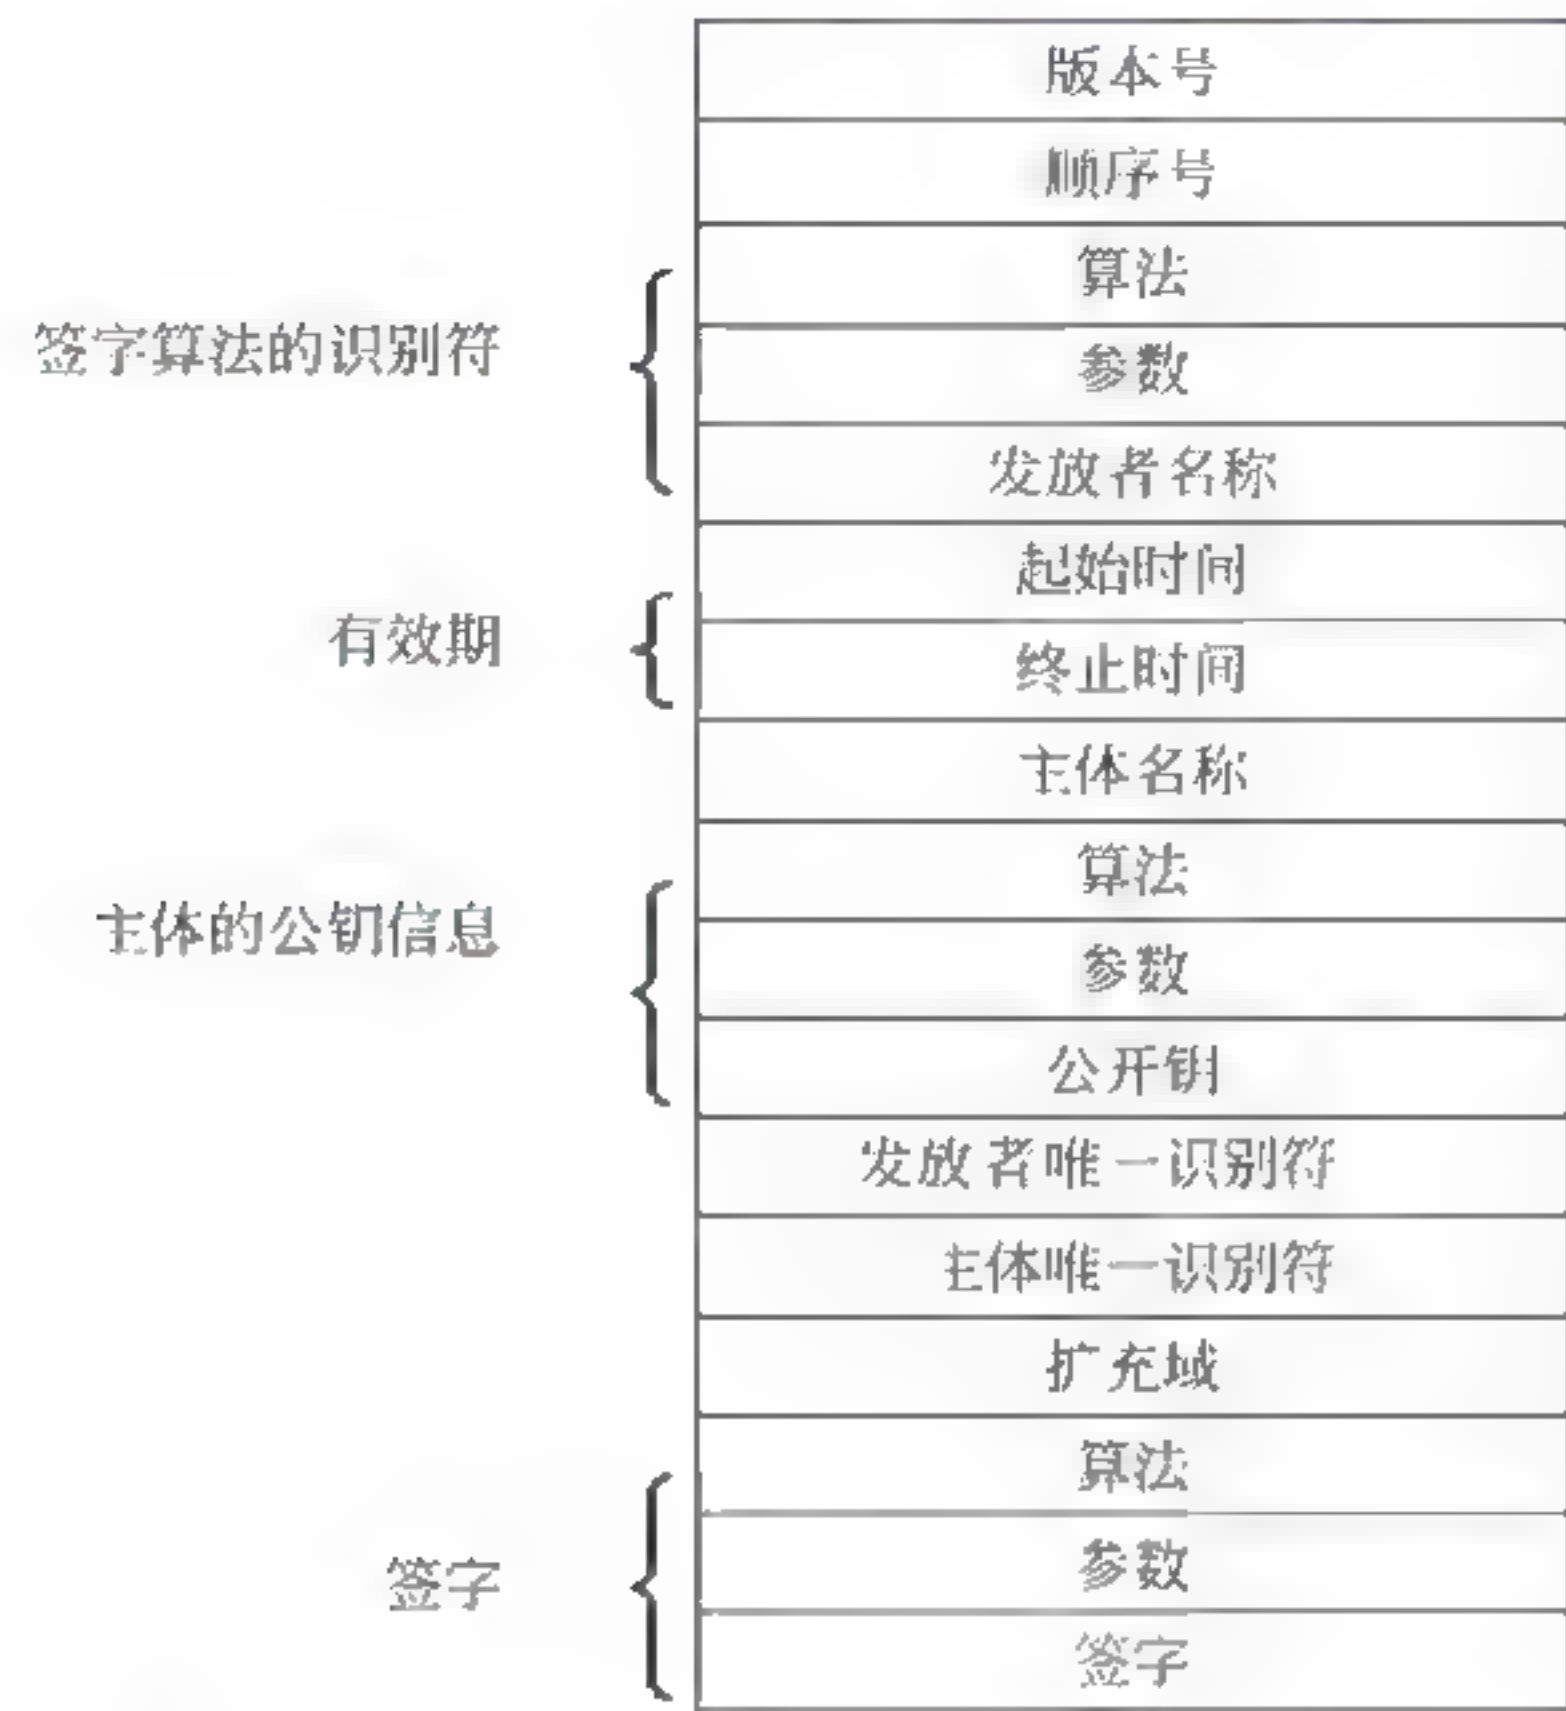 版本号
顺序号
算法
签字算法的识别符
参数
发放者名称
起始时间
有效期
终止时间
主体名称
算法
主体的公钥信息
参数
公开钥
发放者唯一识别符
主体唯一识别符
扩充域
算法
签字
参数
签字